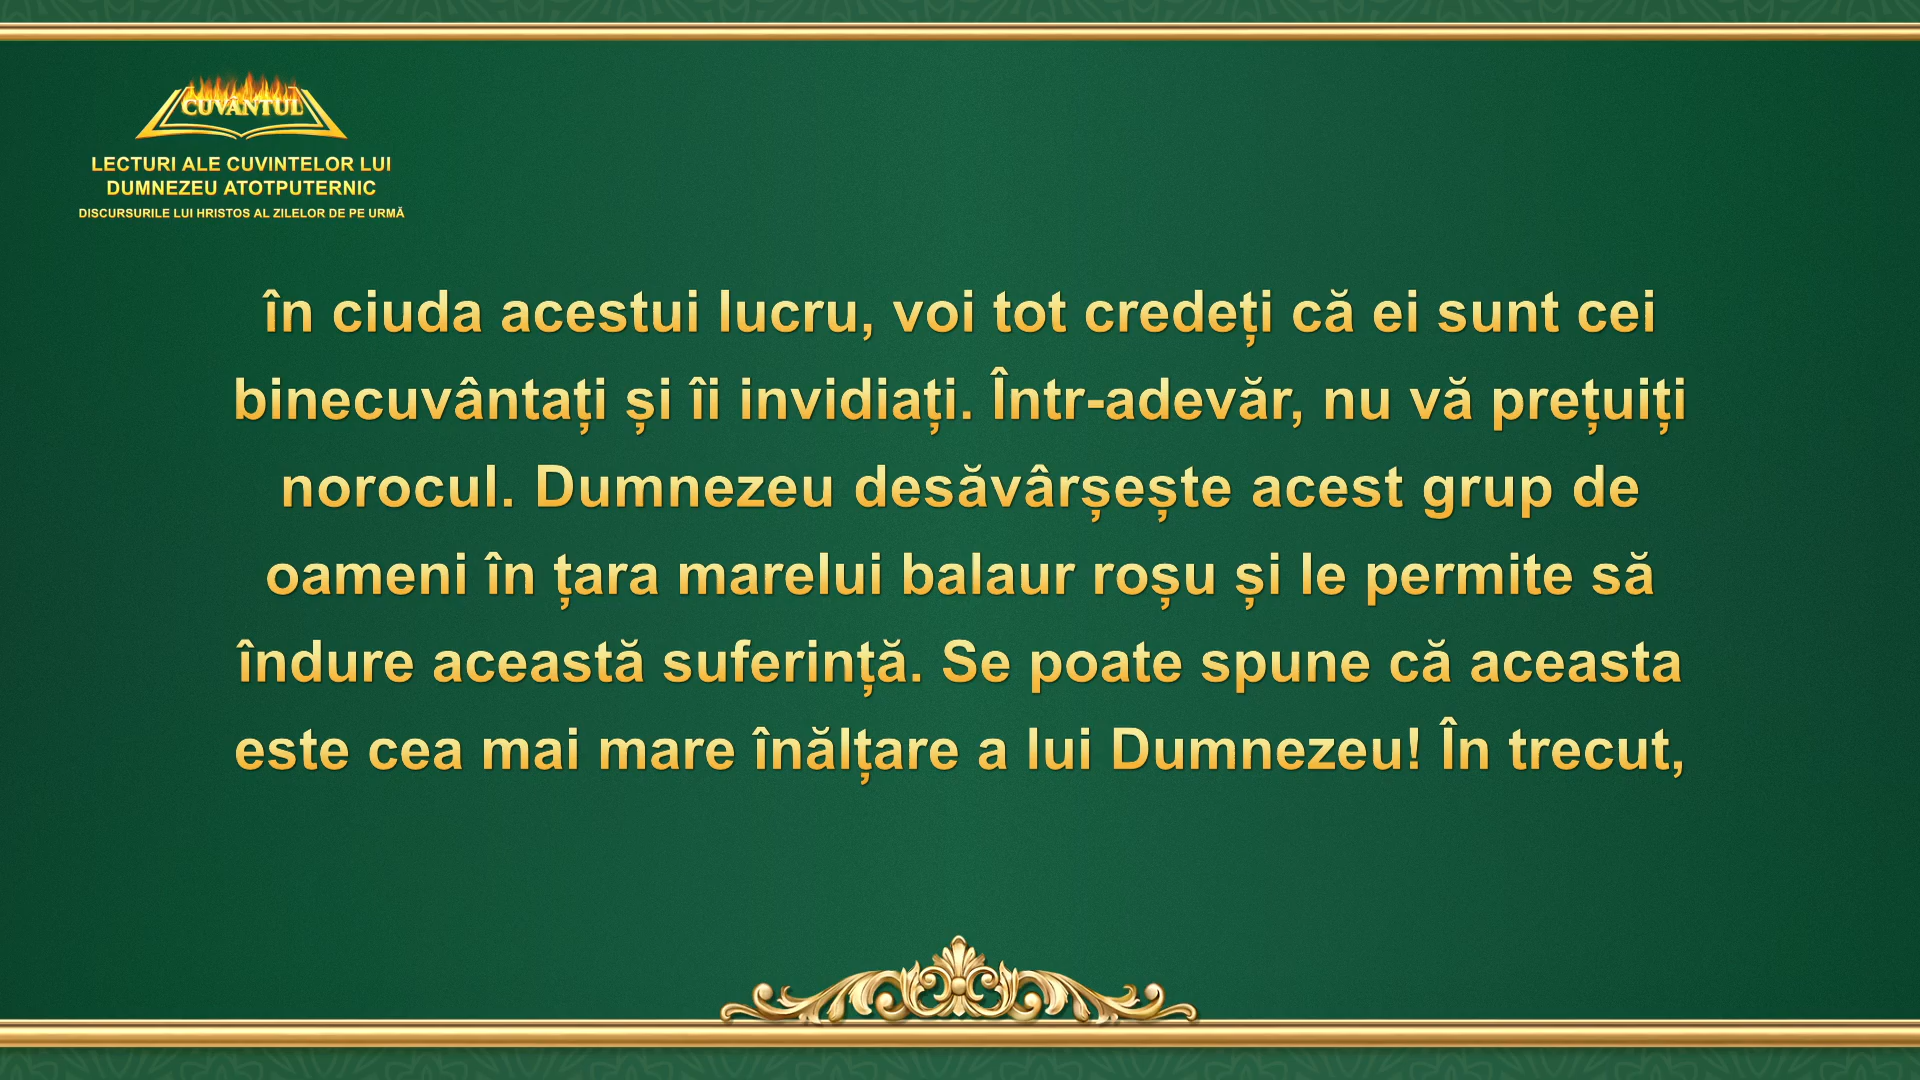 CUVÂNTUL
LECTURI ALE CUVINTELOR LUI
DUMNEZEU ATOTPUTERNIC
DISCURSURILE LUI HRISTOS AL ZILELOR DE PE URMĂ
în ciuda acestui lucru, voi tot credeți că ei sunt cei
binecuvântați și îi invidiați. Într-adevăr, nu vă prețuiți
norocul. Dumnezeu desăvârșește acest grup de
oameni în țara marelui balaur roșu și le permite să
îndure această suferință. Se poate spune că aceasta
este cea mai mare înălțare a lui Dumnezeu! În trecut,